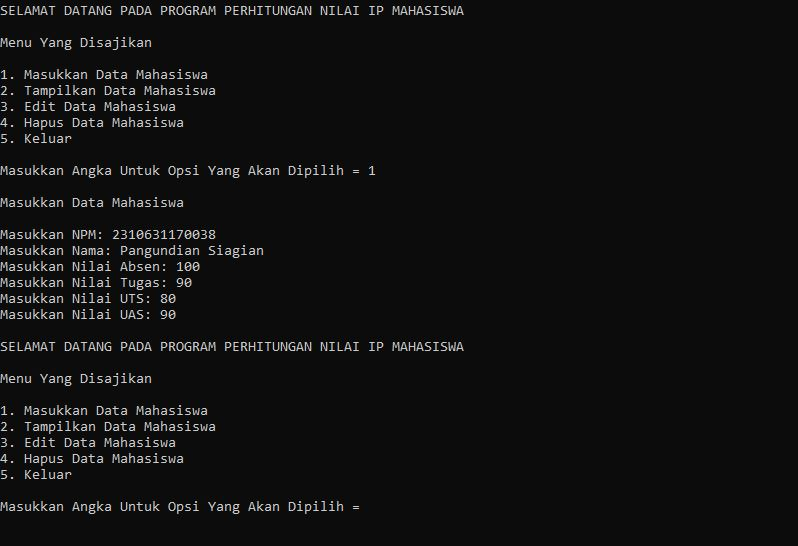 SELAMAT DATANG PADA PROGRAM PERHITUNGAN NILAI IP MAHASISWA
Menu Yang Disajikan
1. Masukkan Data Mahasiswa
2. Tampilkan Data Mahasiswa
3. Edit Data Mahasiswa
4. Hapus Data Mahasiswa
5. Keluar
Masukkan Angka Untuk Opsi Yang Akan Dipilih = 1
Masukkan Data Mahasiswa
Masukkan NPM: 2310631170038
Masukkan Nama: Pangundian Siagian
Masukkan Nilai Absen: 100
Masukkan Nilai Tugas: 90
Masukkan Nilai UTS: 80
Masukkan Nilai UAS: 90
SELAMAT DATANG PADA PROGRAM PERHITUNGAN NILAI IP MAHASISWA
Menu Yang Disajikan
1. Masukkan Data Mahasiswa
2. Tampilkan Data Mahasiswa
3. Edit Data Mahasiswa
4. Hapus Data Mahasiswa
5. Keluar
Masukkan Angka Untuk Opsi Yang Akan Dipilih =